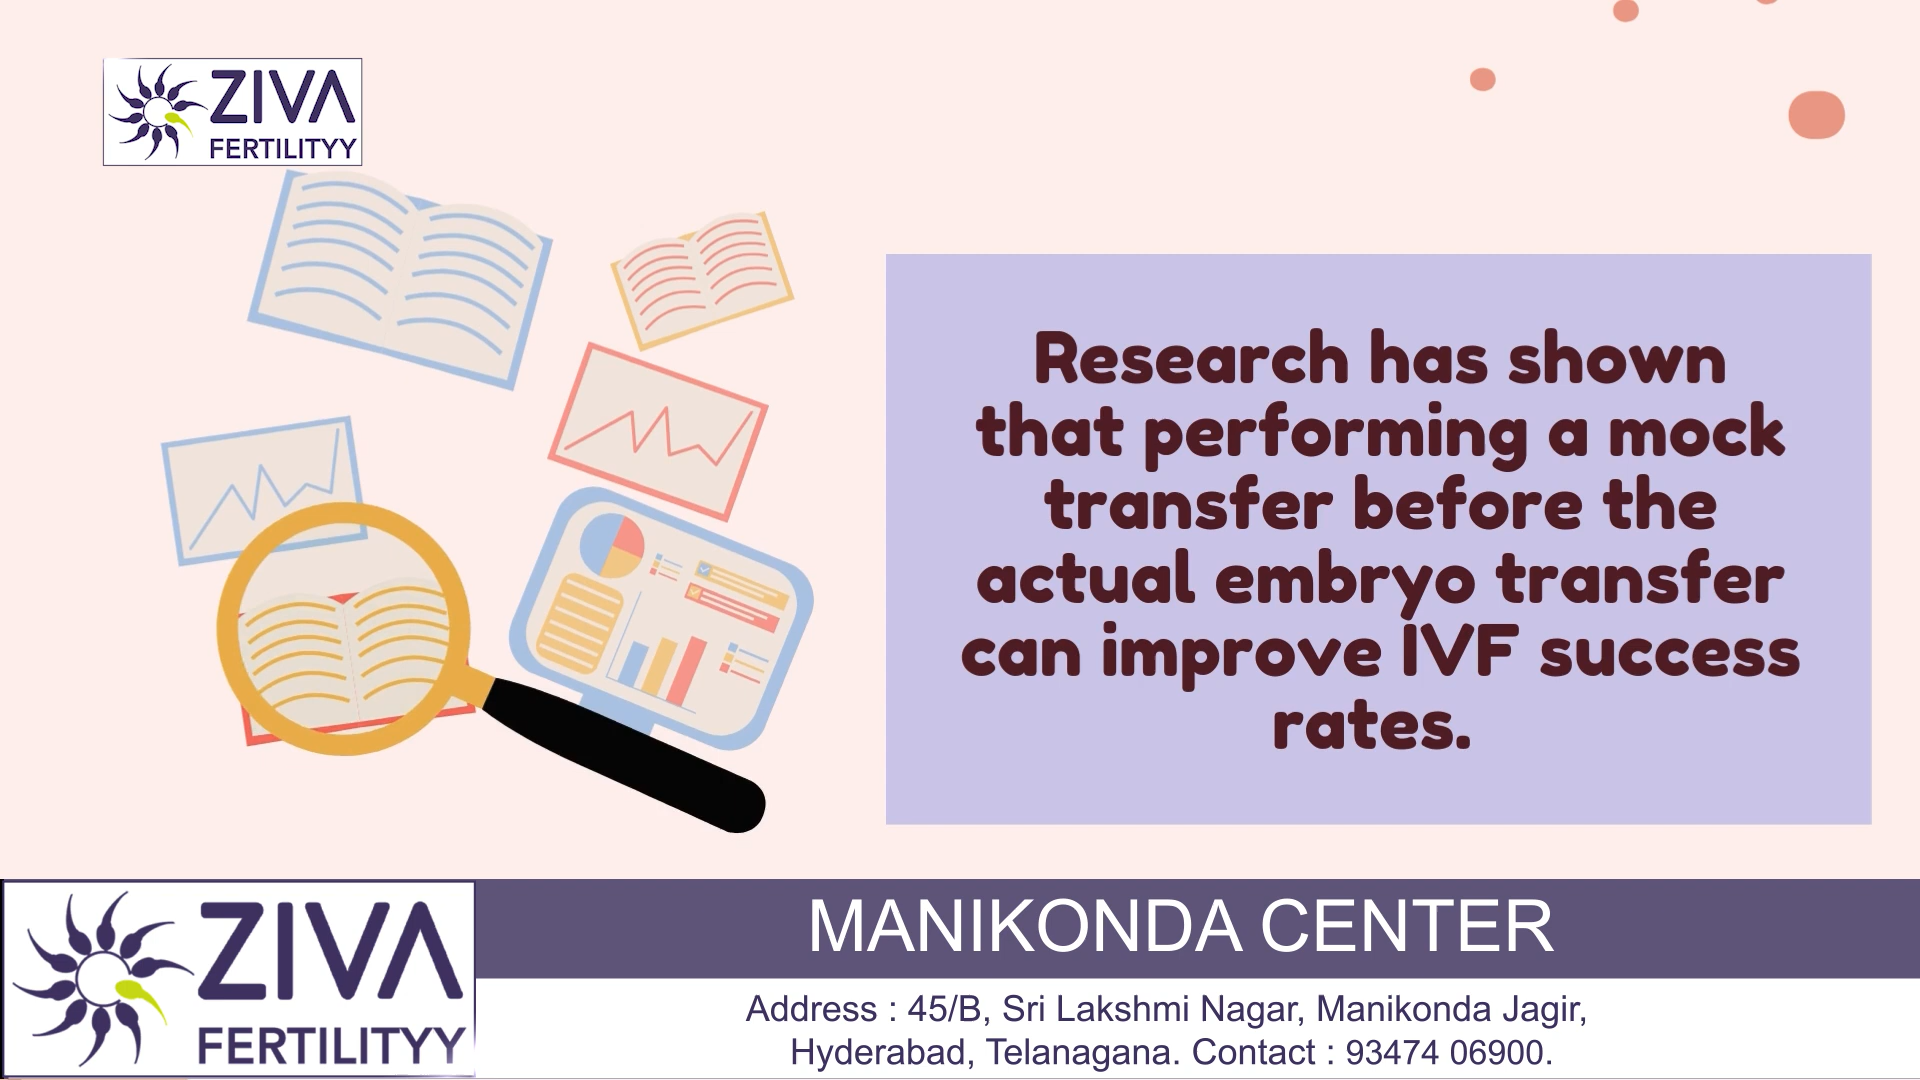 ZIVA
FERTILITYY
Research has shown
that performing a mock
transfer before the
actual embryo transfer
can improve IVF success
rates.
ZIVA
FERTILITYY
MANIKONDA CENTER
Address : 45/B, Sri Lakshmi Nagar, Manikonda Jagir,
Hyderabad, Telanagana. Contact : 93474 06900.